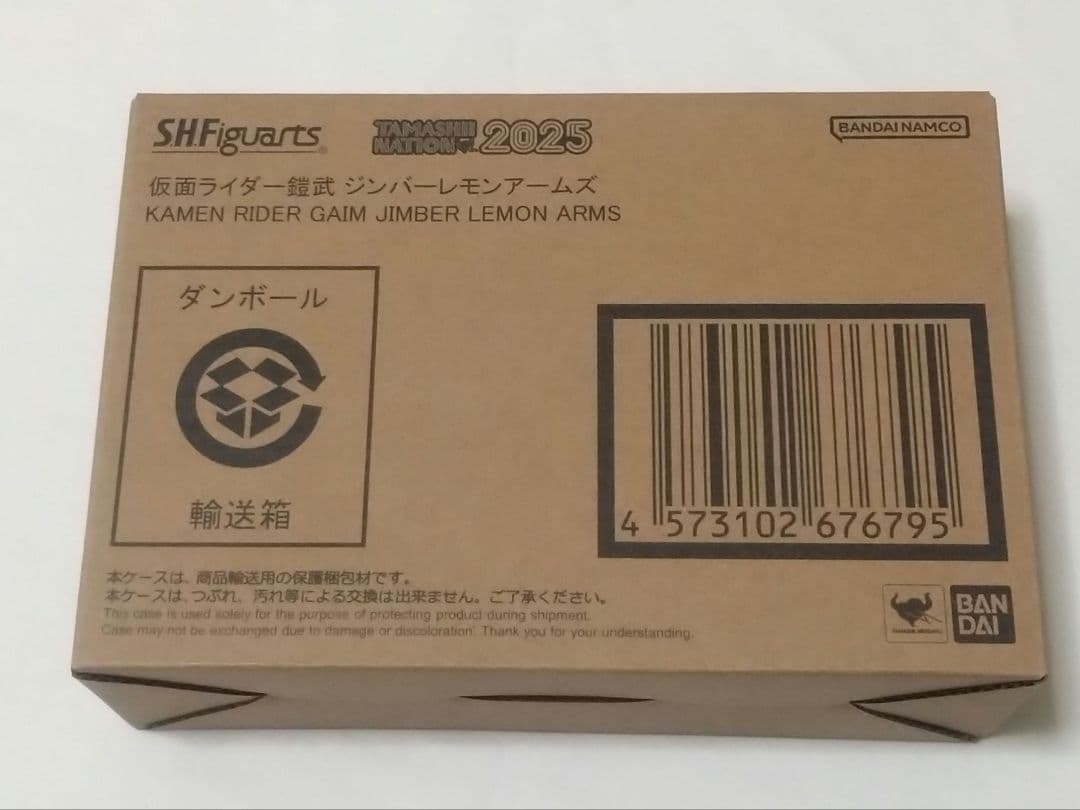 S.H.Figuarts
TAMASHII NATION 2025
BANDAI NAMCO
仮面ライダー鎧武 ジンバーレモンアームズ
KAMEN RIDER GAIM JIMBER LEMON ARMS
ダンボール
輸送箱
4 573102 676795
本ケースは、商品輸送用の保護梱包材です。
本ケースは、つぶれ、汚れ等による交換は出来ません。ご了承ください。
This case is used solely for the purpose of protecting product during shipment.
Case may not be exchanged due to damage or discoloration. Thank you for your understanding.
BAN
DAI